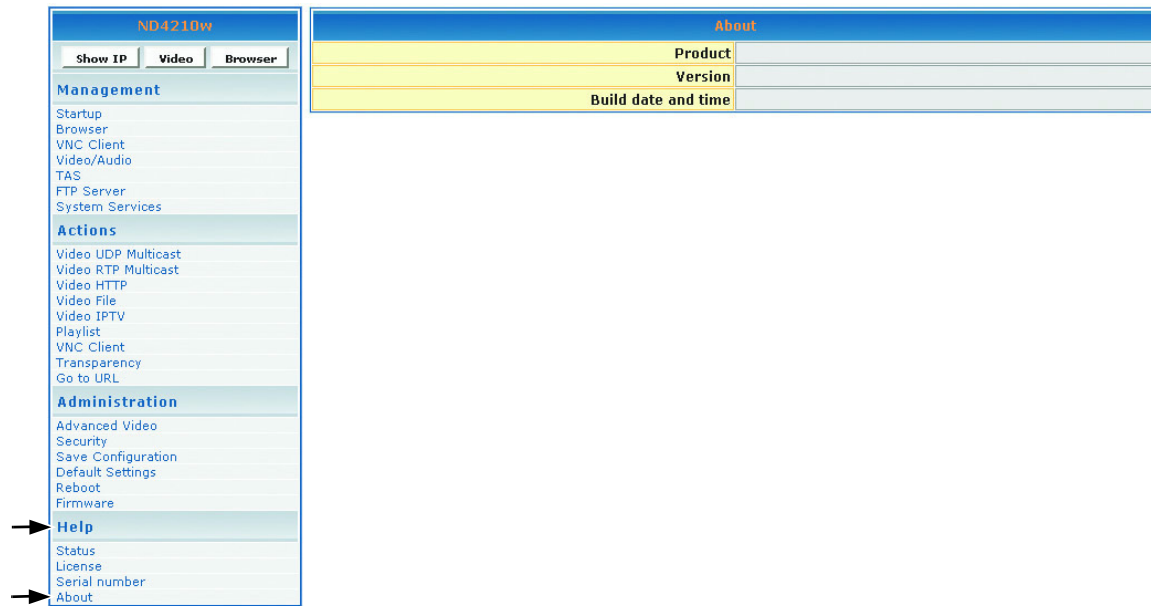 ND4210w
Show IP Video Browser
Management
Startup
Browser
VNC Client
Video/Audio
TAS
FTP Server
System Services
Actions
Video UDP Multicast
Video RTP Multicast
Video HTTP
Video File
Video IPTV
Playlist
VNC Client
Transparency
Go to URL
Administration
Advanced Video
Security
Save Configuration
Default Settings
Reboot
Firmware
Help
Status
License
Serial number
About
About
Product
Version
Build date and time